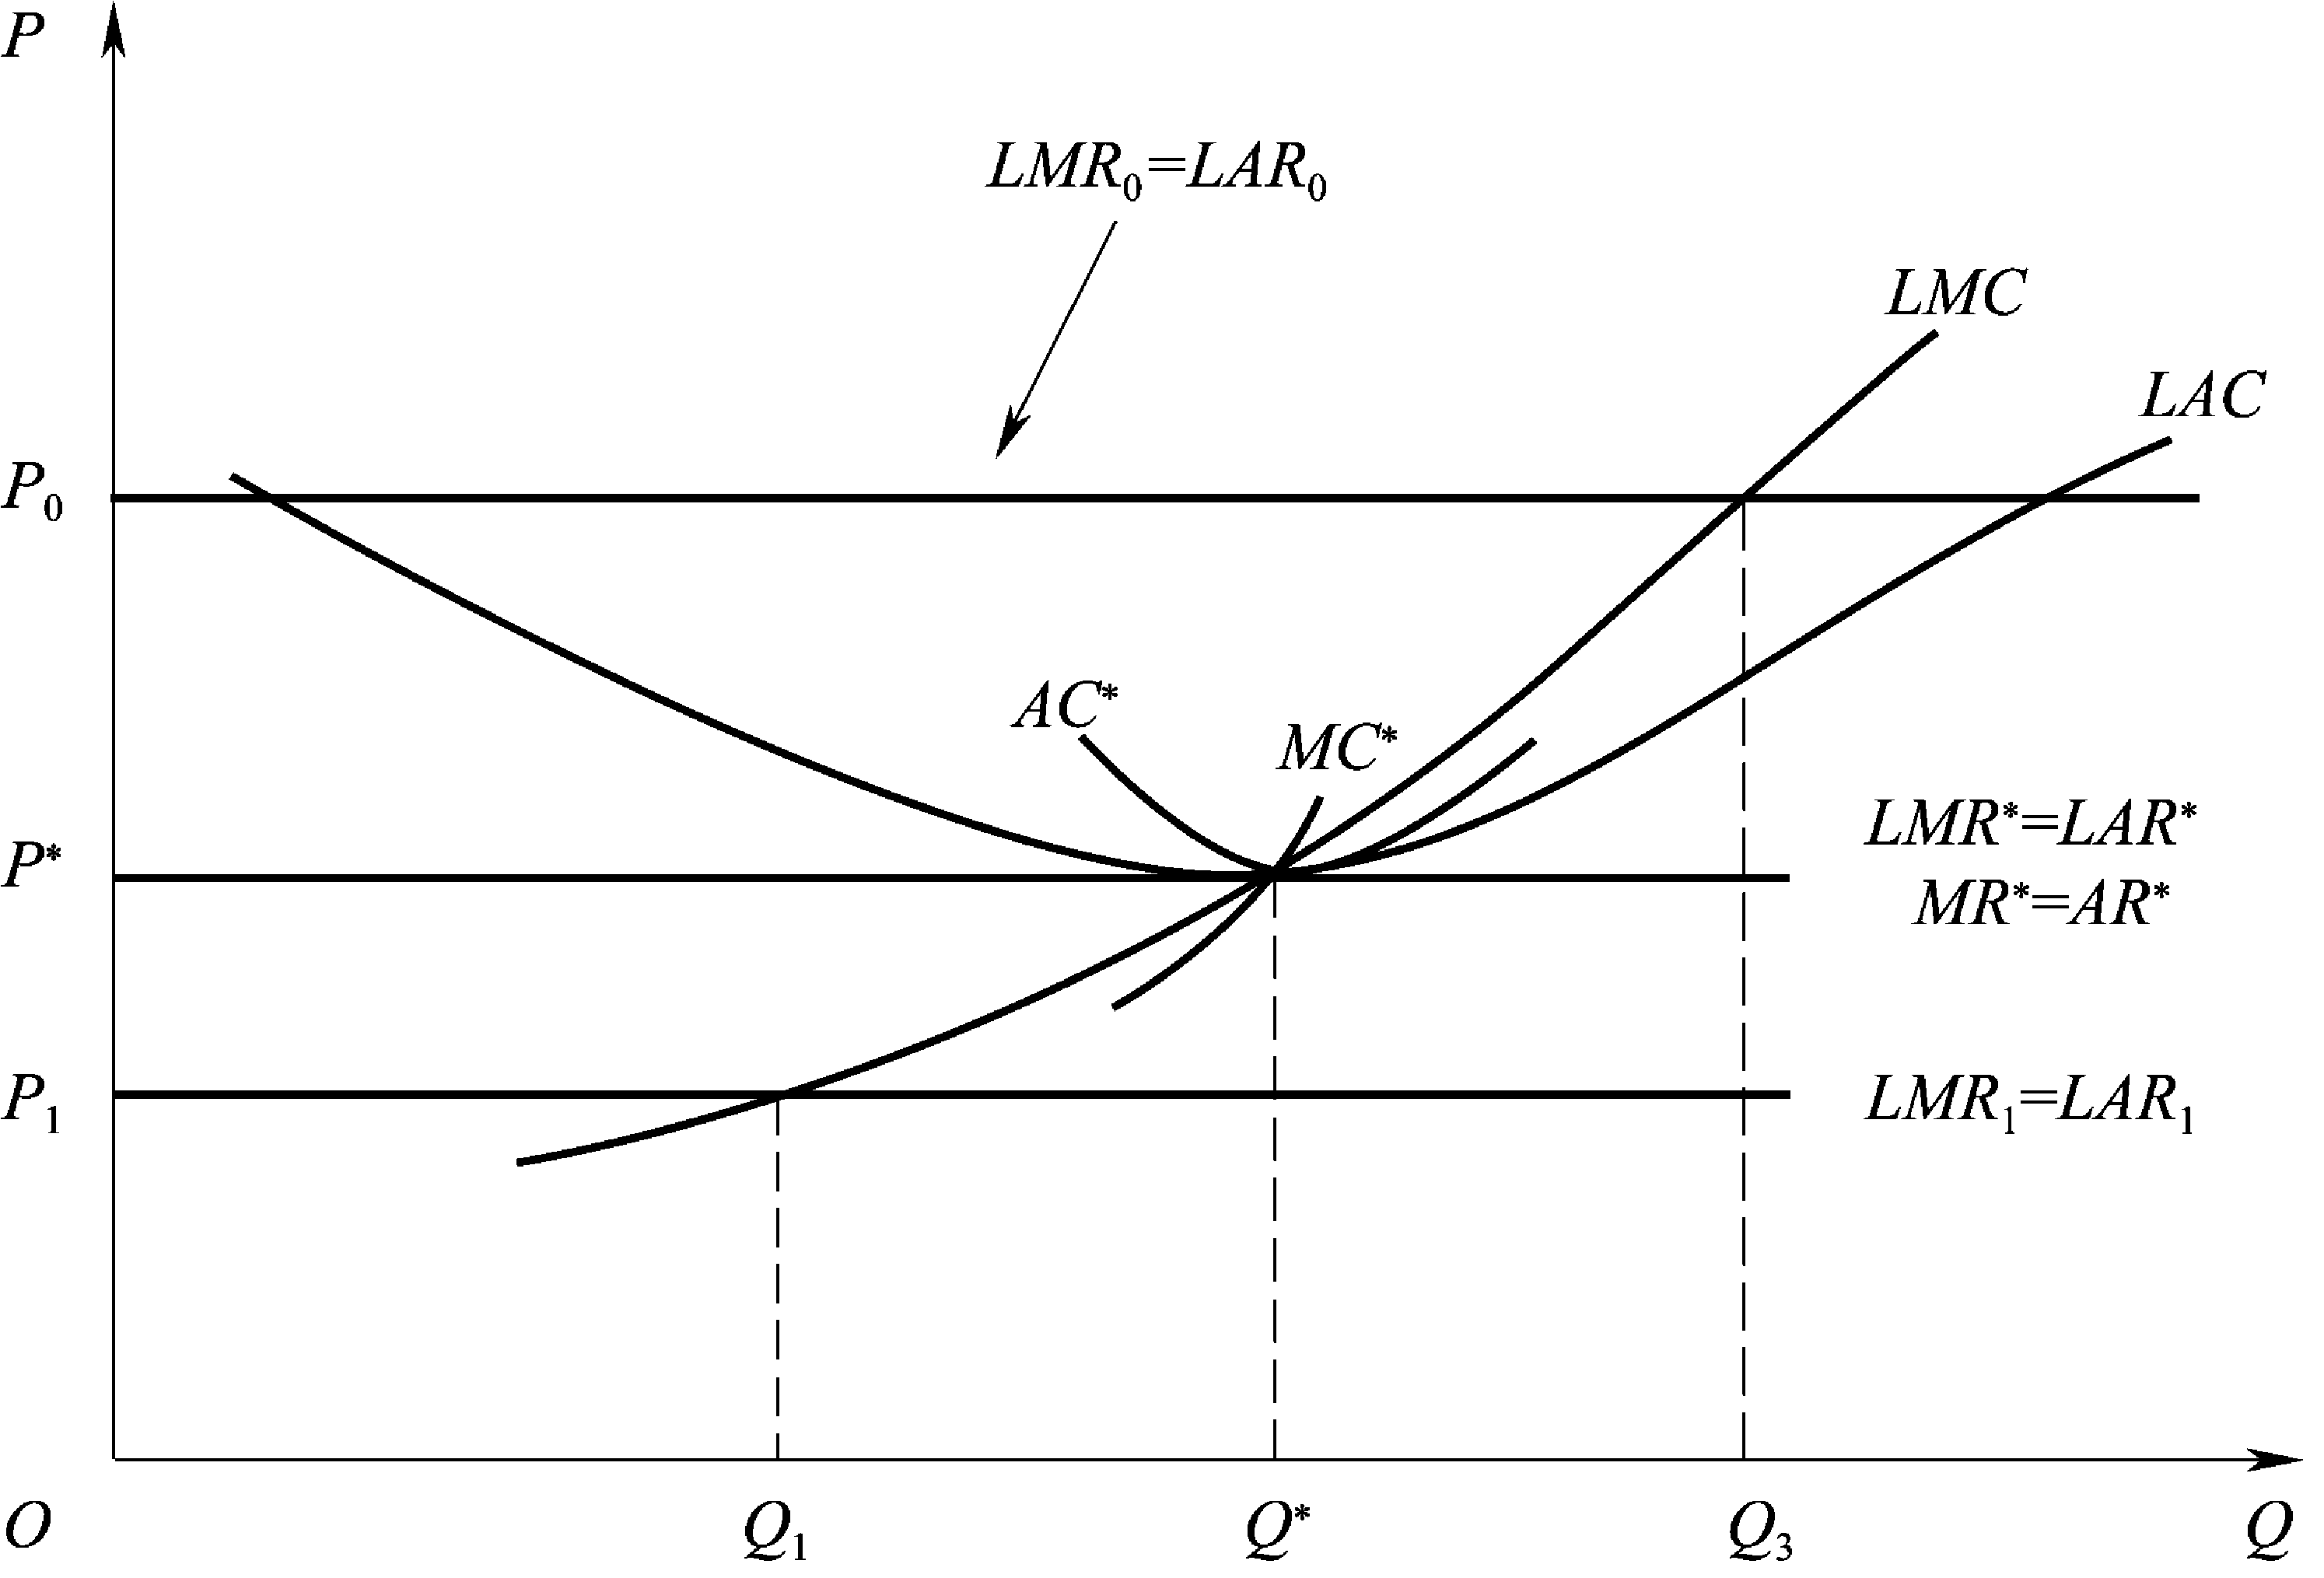 P
LMR₀=LAR₀
LMC
LAC
P₀
AC*
MC*
LMR*=LAR*
P*
MR*=AR*
P₁
LMR₁=LAR₁
O Q₁ Q* Q₃ Q